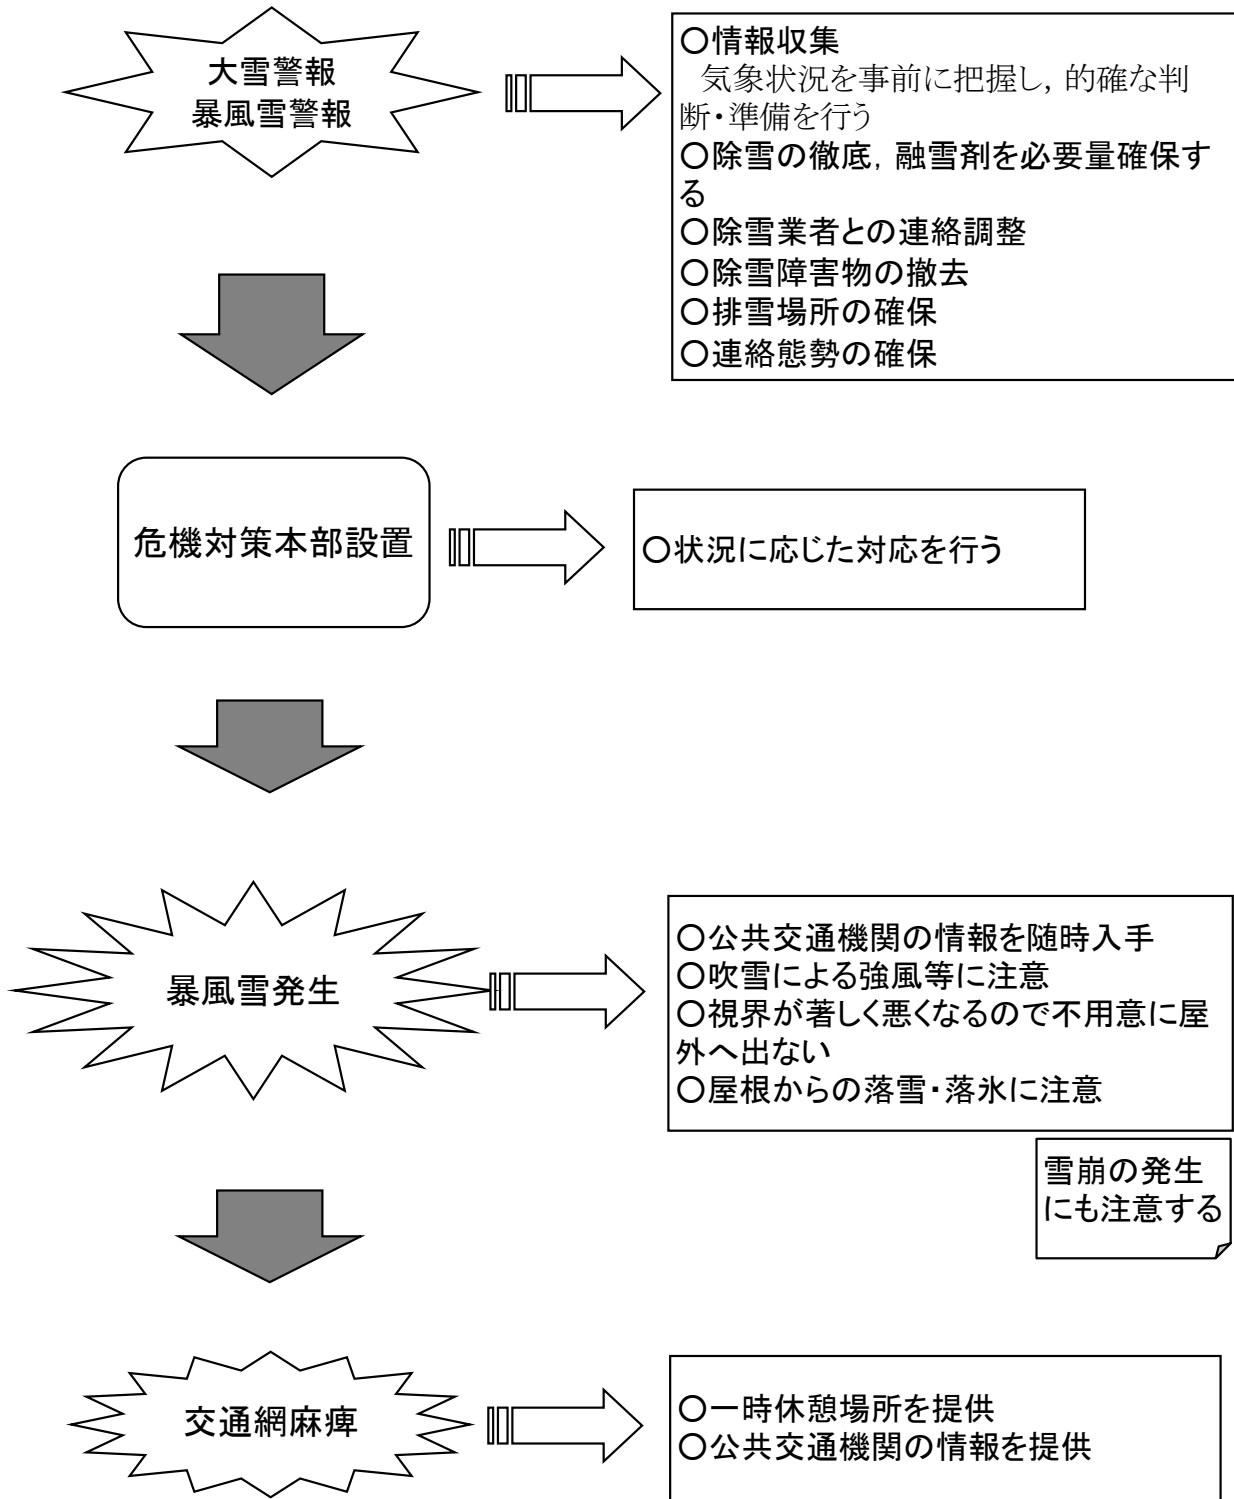 大雪警報
暴風雪警報
○情報収集
気象状況を事前に把握し，的確な判
断・準備を行う
○除雪の徹底，融雪剤を必要量確保す
る
○除雪業者との連絡調整
○除雪障害物の撤去
○排雪場所の確保
○連絡態勢の確保
危機対策本部設置
○状況に応じた対応を行う
暴風雪発生
○公共交通機関の情報を随時入手
○吹雪による強風等に注意
○視界が著しく悪くなるので不用意に屋
外へ出ない
○屋根からの落雪・落氷に注意
雪崩の発生
にも注意する
交通網麻痺
○一時休憩場所を提供
○公共交通機関の情報を提供